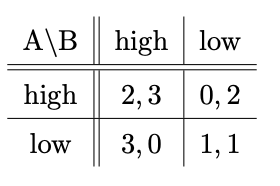 A\B high low
high 2, 3 0, 2
low 3, 0 1, 1